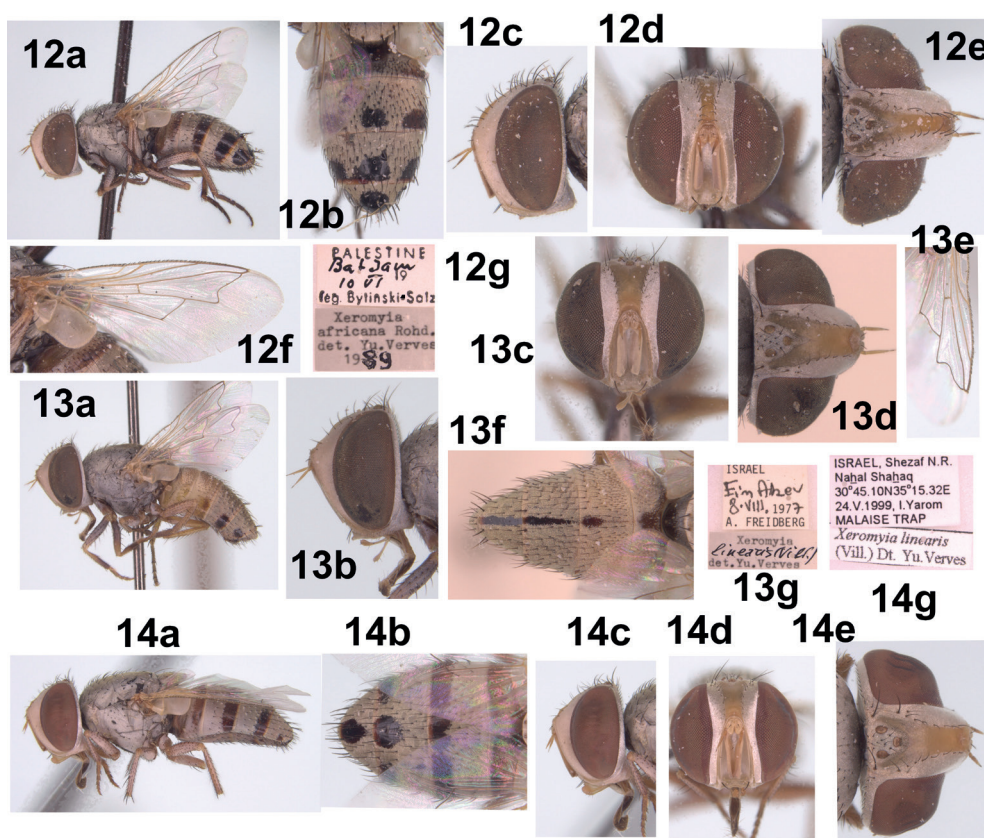 12a
12b
12c
12d
12e
12f
PALESTINE
Bat-Jam
10 VI 19
leg. Bylinski-Salz
Xeromyia
africana Rohd.
det. Yu.Verves
1989
12g
13e
13c
13d
13a
13b
13f
ISRAEL
8.VIII.1977
A. FREIDBERG
Xeromyia
linearis (Vill.)
det.Yu.Verves
13g
ISRAEL, Shezaf N.R.
Nahal Shahaq
30°45.10N35°15.32E
24.V.1999, I.Yarom
MALAISE TRAP
Xeromyia linearis
(Vill.) Dt. Yu.Verves
14g
14a
14b
14c
14d
14e